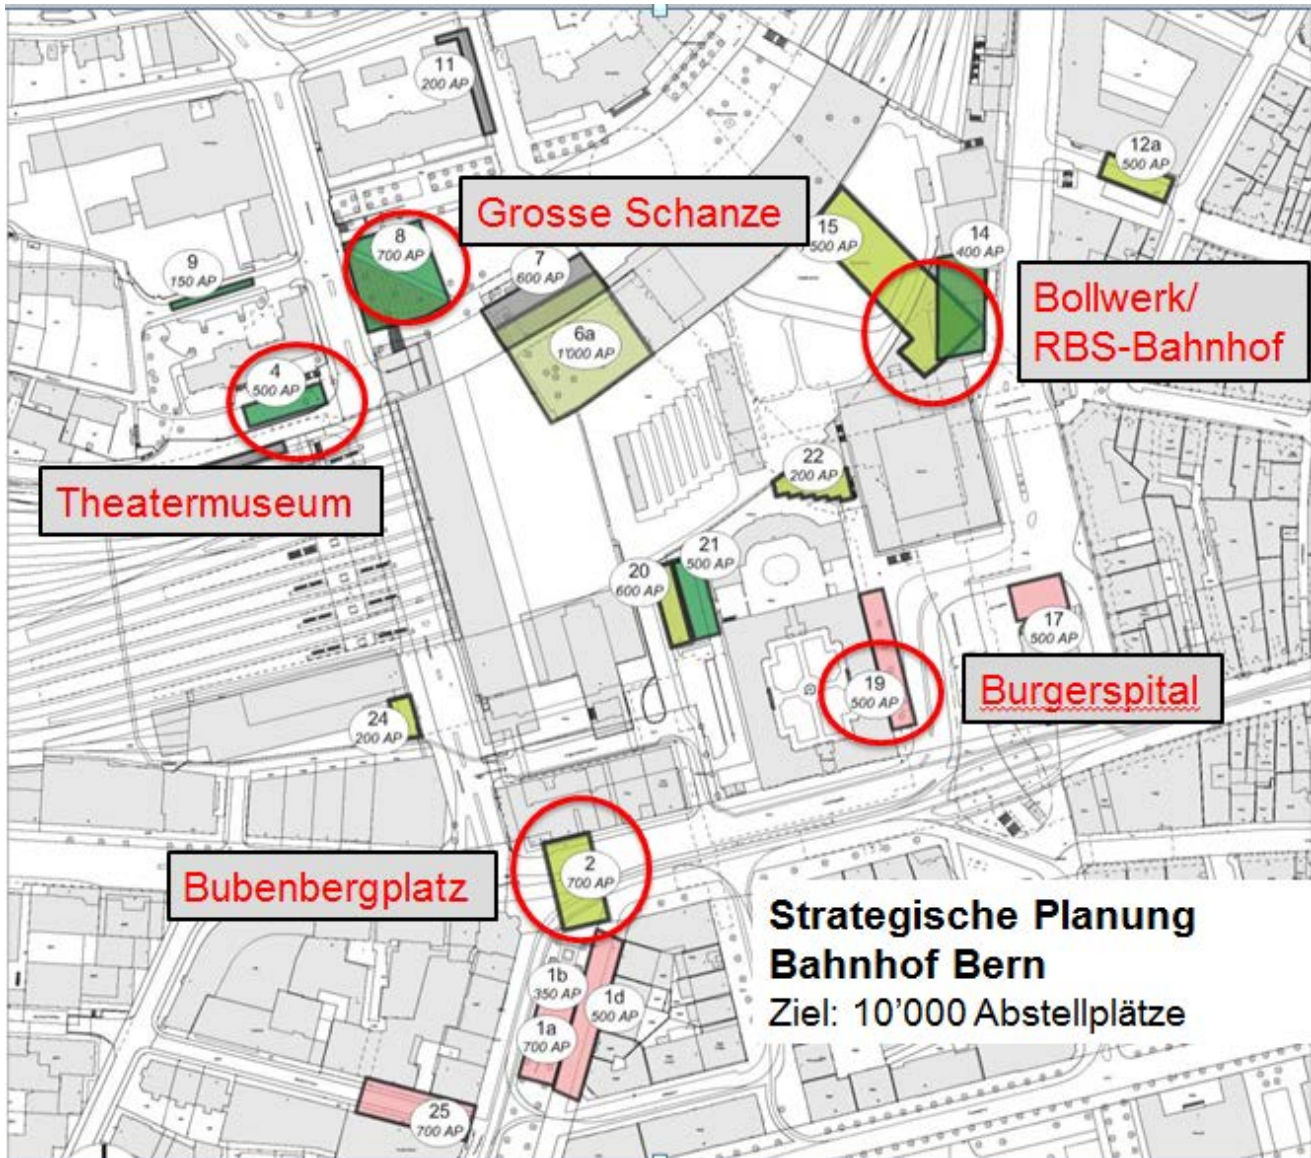 11
200 AP
12a
500 AP
Grosse Schanze
8
700 AP
15
500 AP
14
400 AP
9
150 AP
7
600 AP
Bollwerk/
RBS-Bahnhof
6a
1'000 AP
4
500 AP
22
200 AP
Theatermuseum
21
500 AP
20
600 AP
17
500 AP
19
500 AP
Burgerspital
24
200 AP
2
700 AP
Bubenbergplatz
Strategische Planung
Bahnhof Bern
Ziel: 10’000 Abstellplätze
1b
350 AP
1d
500 AP
1a
700 AP
25
700 AP